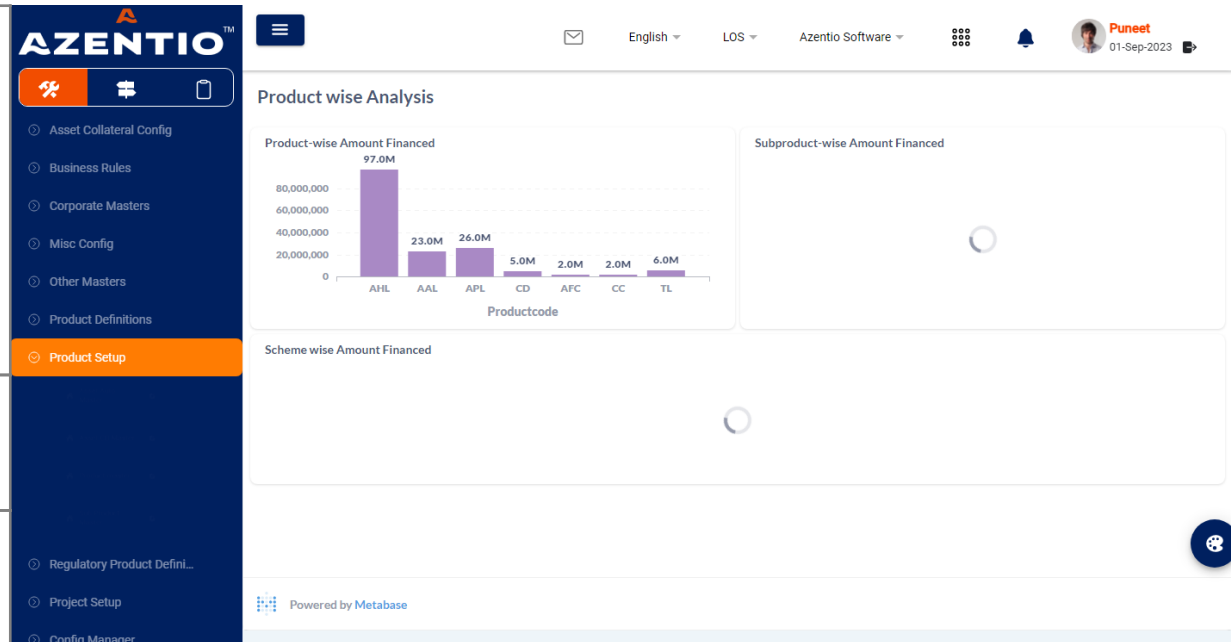 AZENTIO™
English
LOS
Azentio Software
Puneet
01-Sep-2023
Asset Collateral Config
Business Rules
Corporate Masters
Misc Config
Other Masters
Product Definitions
Product Setup
Regulatory Product Defini...
Project Setup
Config Manager
Product wise Analysis
Product-wise Amount Financed
97.0M
80,000,000
60,000,000
40,000,000
20,000,000
0
23.0M
26.0M
5.0M
2.0M
2.0M
6.0M
AHL AAL APL CD AFC CC TL
Productcode
Subproduct-wise Amount Financed
Scheme wise Amount Financed
Powered by Metabase